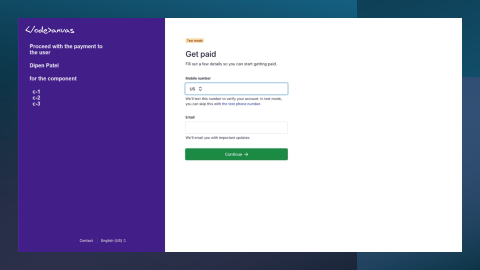 Codecanvas
Proceed with the payment to
the user
Dipen Patel
for the component
c-1
c-2
c-3
Contact
English (US)
Test mode
Get paid
Fill out a few details so you can start getting paid.
Mobile number
US
We'll text this number to verify your account. In test mode,
you can skip this with the test phone number.
Email
We'll email you with important updates.
Continue →